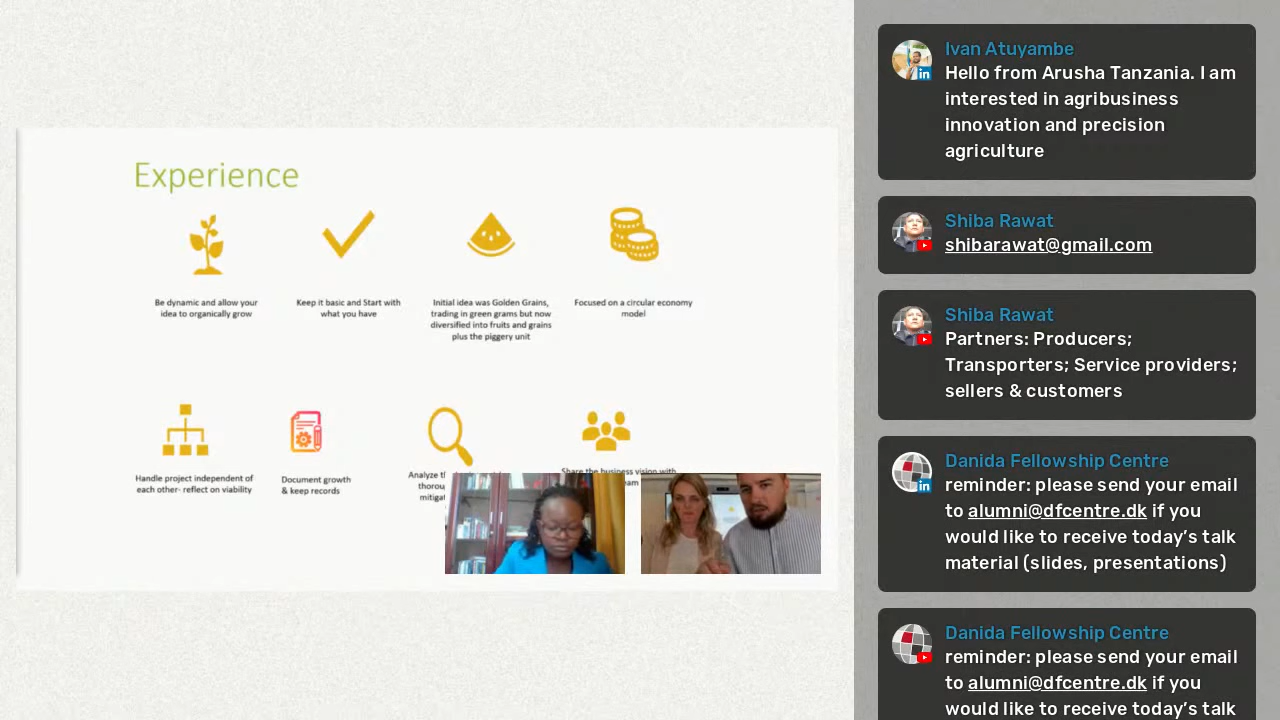 Experience
Be dynamic and allow your
idea to organically grow
Keep it basic and Start with
what you have
Initial idea was Golden Grains,
trading in green grams but now
diversified into fruits and grains
plus the piggery unit
Focused on a circular economy
model
Handle project independent of
each other- reflect on viability
Document growth
& keep records
Analyze
Share the business vision with
Ivan Atuyambe
Hello from Arusha Tanzania. I am
interested in agribusiness
innovation and precision
agriculture
Shiba Rawat
shibarawat@gmail.com
Shiba Rawat
Partners: Producers;
Transporters; Service providers;
sellers & customers
Danida Fellowship Centre
reminder: please send your email
to alumni@dfcentre.dk if you
would like to receive today's talk
material (slides, presentations)
Danida Fellowship Centre
reminder: please send your email
to alumni@dfcentre.dk if you
would like to receive today's talk